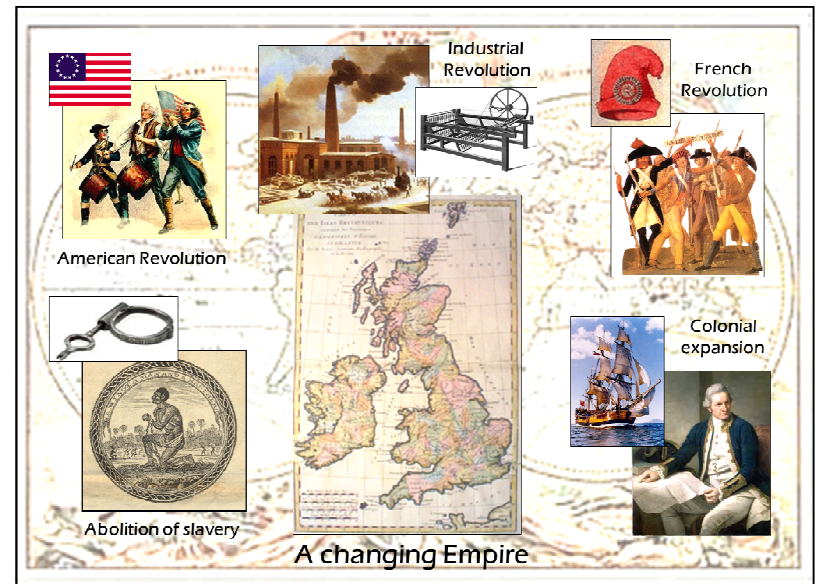 Industrial
Revolution
French
Revolution
American Revolution
Colonial
expansion
Abolition of slavery
A changing Empire